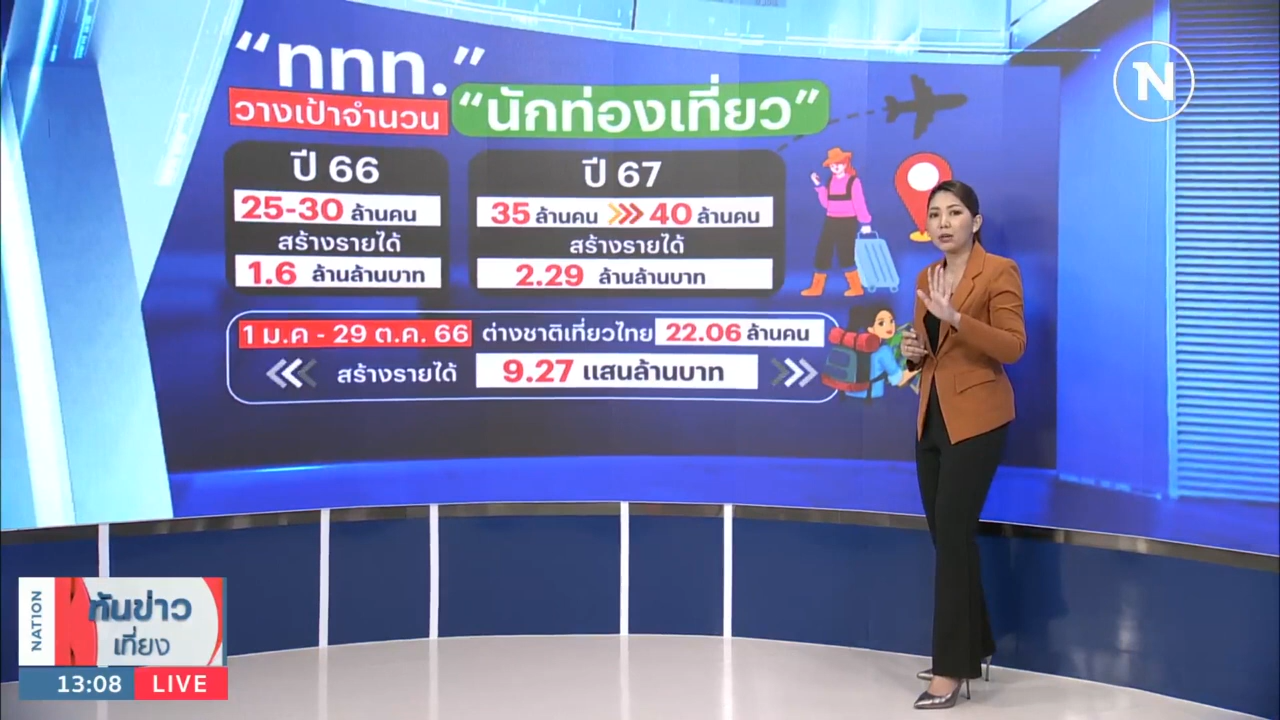 “ททท.”
วางเป้าจำนวน “นักท่องเที่ยว”
ปี 66
25-30 ล้านคน
สร้างรายได้
1.6 ล้านล้านบาท
ปี 67
35 ล้านคน >>> 40 ล้านคน
สร้างรายได้
2.29 ล้านล้านบาท
1 ม.ค - 29 ต.ค. 66 ต่างชาติเที่ยวไทย 22.06 ล้านคน
สร้างรายได้ 9.27 แสนล้านบาท
N
NATION
ทันข่าว
เที่ยง
13:08 LIVE